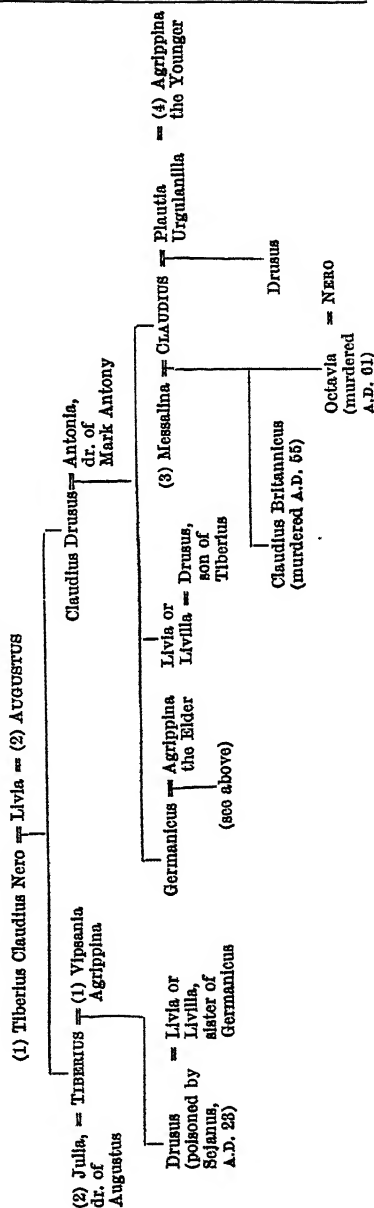 (1) Tiberius Claudius Nero = Livia = (2) AUGUSTUS
(2) Julia, = TIBERIUS = (1) Vipsania
dr. of
Augustus
Agrippina
Claudius Drusus = Antonia,
dr. of
Mark Antony
Drusus
(poisoned by
Sejanus,
A.D. 23)
= Livia or
Livilla,
sister of
Germanicus
Germanicus = Agrippina
the Elder
(see above)
Livia or
Livilla = Drusus,
son of
Tiberius
(3) Messalina = CLAUDIUS = Plautia
Urgulanilla
= (4) Agrippina
the Younger
Claudius Britannicus
(murdered A.D. 55)
Octavia = NERO
(murdered
A.D. 61)
Drusus